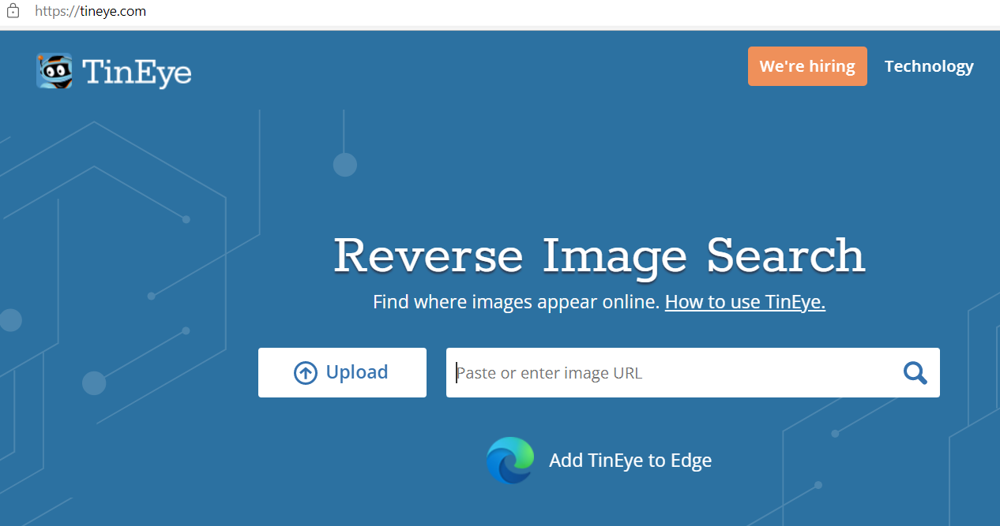 https://tineye.com
TinEye
We're hiring
Technology
Reverse Image Search
Find where images appear online. How to use TinEye.
Upload
Paste or enter image URL
Add TinEye to Edge